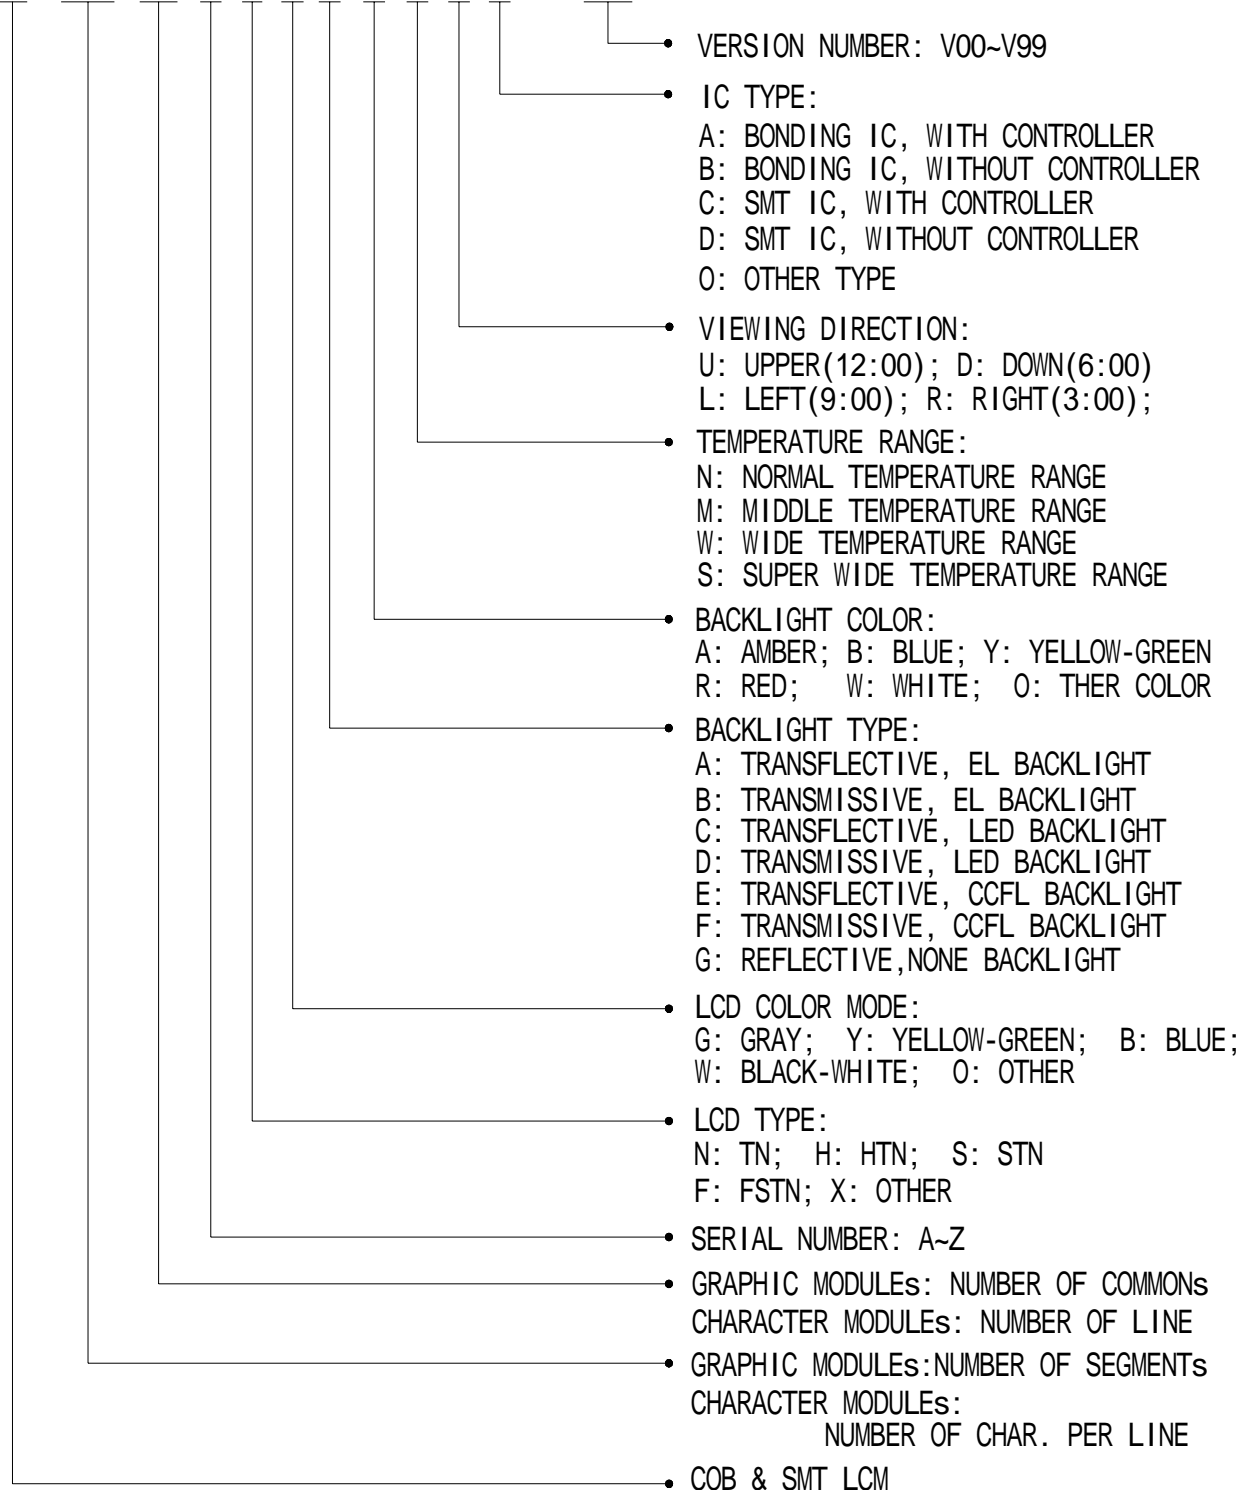 VERSION NUMBER: V00~V99
IC TYPE:
A: BONDING IC, WITH CONTROLLER
B: BONDING IC, WITHOUT CONTROLLER
C: SMT IC, WITH CONTROLLER
D: SMT IC, WITHOUT CONTROLLER
O: OTHER TYPE
VIEWING DIRECTION:
U: UPPER(12:00); D: DOWN(6:00)
L: LEFT(9:00); R: RIGHT(3:00);
TEMPERATURE RANGE:
N: NORMAL TEMPERATURE RANGE
M: MIDDLE TEMPERATURE RANGE
W: WIDE TEMPERATURE RANGE
S: SUPER WIDE TEMPERATURE RANGE
BACKLIGHT COLOR:
A: AMBER; B: BLUE; Y: YELLOW-GREEN
R: RED; W: WHITE; O: THER COLOR
BACKLIGHT TYPE:
A: TRANSFLECTIVE, EL BACKLIGHT
B: TRANSMISSIVE, EL BACKLIGHT
C: TRANSFLECTIVE, LED BACKLIGHT
D: TRANSMISSIVE, LED BACKLIGHT
E: TRANSFLECTIVE, CCFL BACKLIGHT
F: TRANSMISSIVE, CCFL BACKLIGHT
G: REFLECTIVE,NONE BACKLIGHT
LCD COLOR MODE:
G: GRAY; Y: YELLOW-GREEN; B: BLUE;
W: BLACK-WHITE; O: OTHER
LCD TYPE:
N: TN; H: HTN; S: STN
F: FSTN; X: OTHER
SERIAL NUMBER: A~Z
GRAPHIC MODULEs: NUMBER OF COMMONs
CHARACTER MODULEs: NUMBER OF LINE
GRAPHIC MODULEs:NUMBER OF SEGMENTs
CHARACTER MODULEs:
NUMBER OF CHAR. PER LINE
COB & SMT LCM